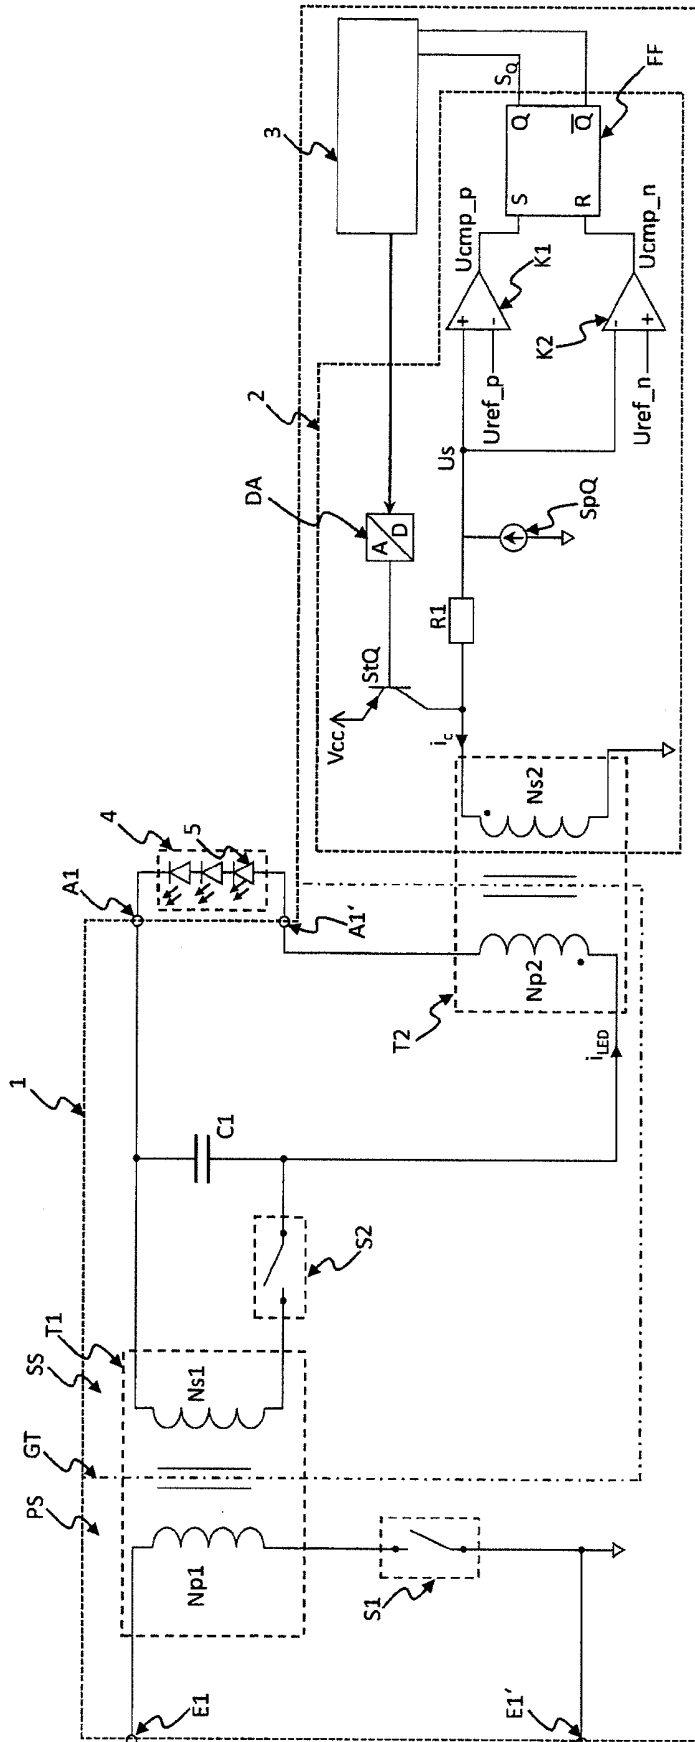 PS
GT
SS
T1
1
E1
E1'
Np1
Ns1
S1
S2
C1
A1
A1'
4
5
T2
iLED
Np2
Ns2
ic
Vcc
StQ
R1
SpQ
DA
A
D
2
3
Us
Uref_p
Uref_n
+
-
-
+
K1
K2
Ucmp_p
Ucmp_n
S
R
Q
Q̅
SQ
FF